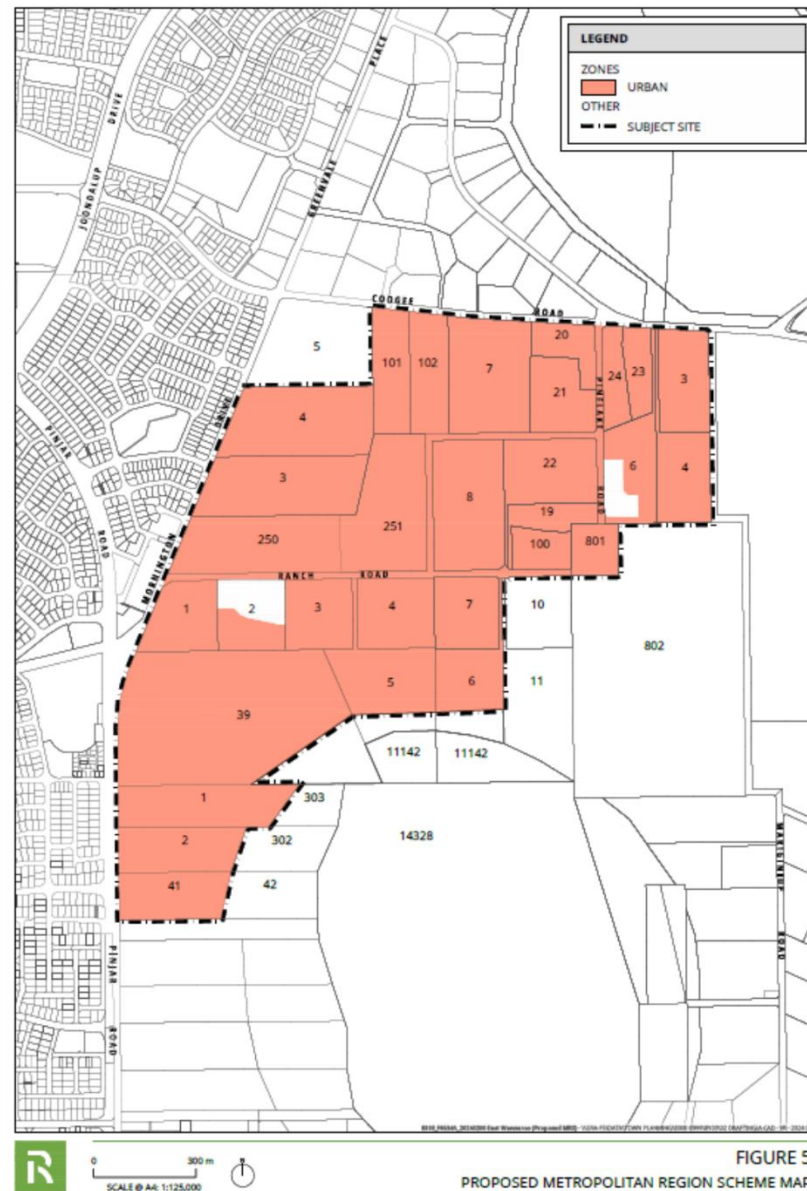 LEGEND
ZONES
URBAN
OTHER
SUBJECT SITE
PLACE
DRIVE
JOONDALUP
GREENVALE
COOGEE
ROAD
5
20
101
102
7
24
23
3
21
PINELAKE
4
DRIVE
PINJAR
3
22
6
4
8
ROAD
251
19
250
100
801
ROAD
MORNINGTON
RANCH ROAD
1
2
3
4
7
10
802
5
6
11
39
11142
11142
1
303
2
302
14328
41
42
MARIGINIUP
ROAD
PINJAR
ROAD
R
0
300 m
N
SCALE @ A4: 1:125,000
FIGURE 5
PROPOSED METROPOLITAN REGION SCHEME MAP